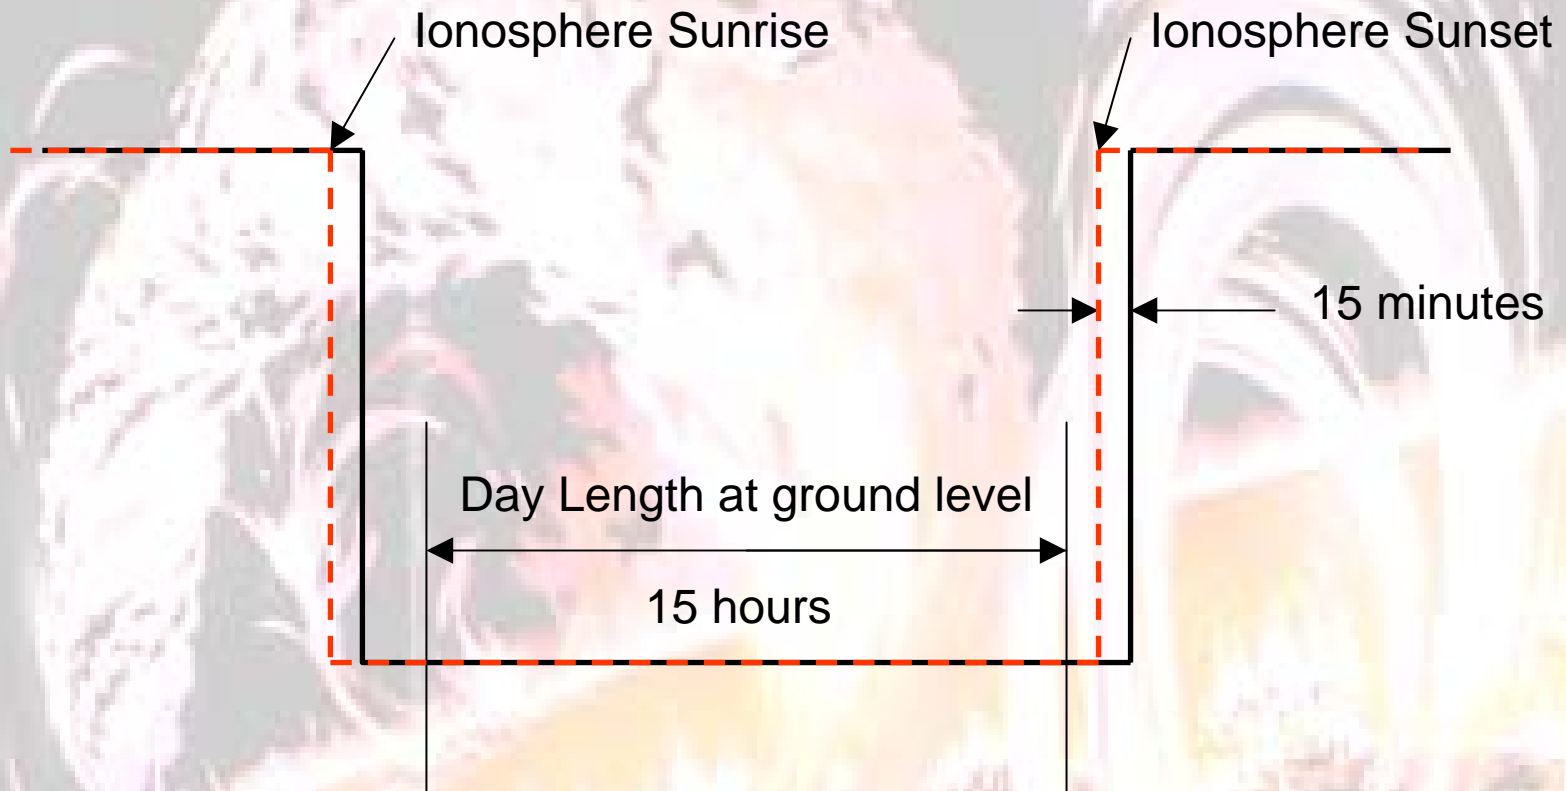 Ionosphere Sunrise
Ionosphere Sunset
15 minutes
Day Length at ground level
15 hours